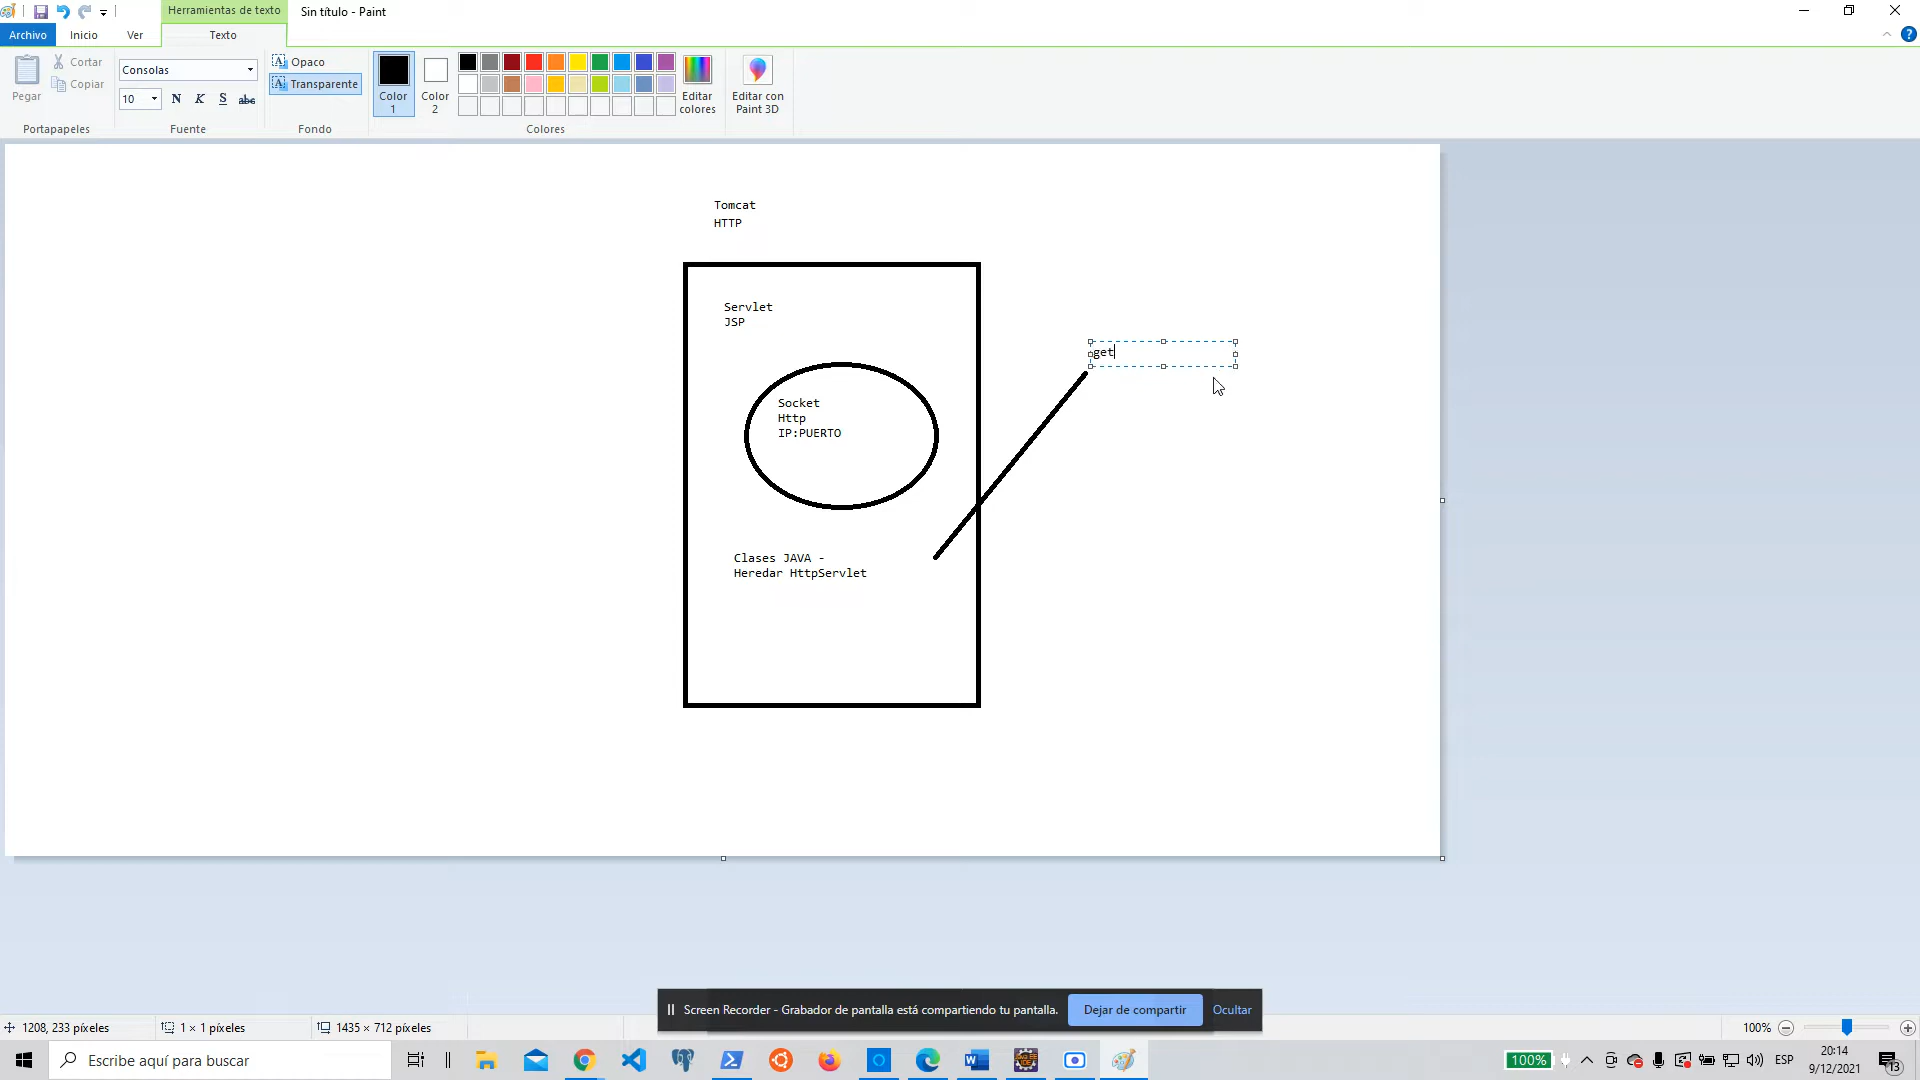 Herramientas de texto
Sin título - Paint
Archivo
Inicio
Ver
Texto
Pegar
Cortar
Copiar
Portapapeles
Consolas
10
N K S abc
Fuente
Opaco
Transparente
Fondo
Color
1
Color
2
Editar
colores
Colores
Editar con
Paint 3D
Tomcat
HTTP
Servlet
JSP
get
Socket
Http
IP:PUERTO
Clases JAVA -
Heredar HttpServlet
Screen Recorder - Grabador de pantalla está compartiendo tu pantalla.
Dejar de compartir
Ocultar
1208, 233 píxeles
1 × 1 píxeles
1435 × 712 píxeles
100%
Escribe aquí para buscar
100%
ESP
20:14
9/12/2021
13